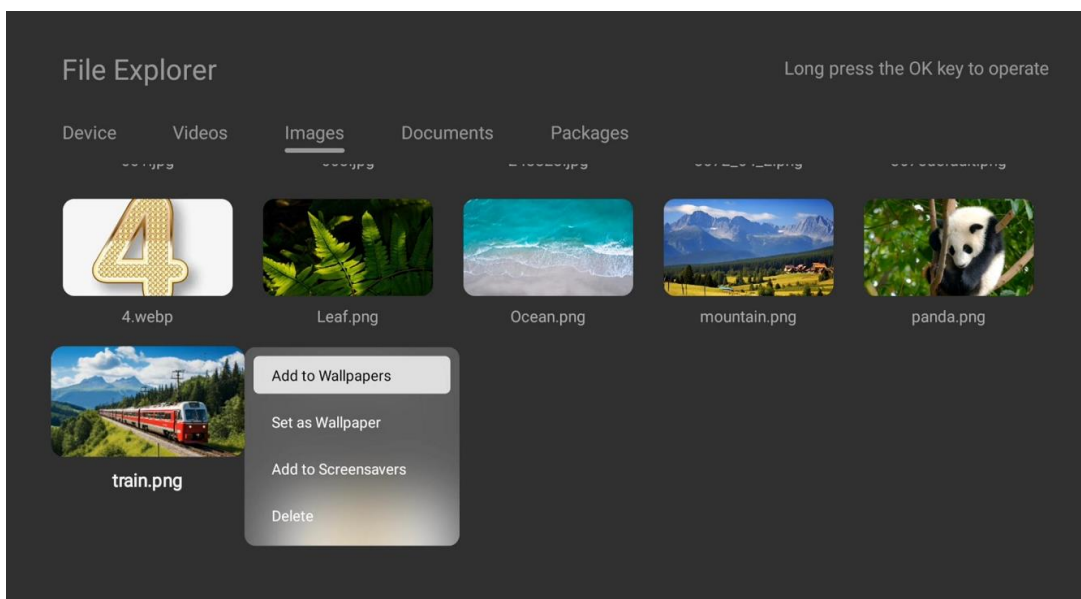 File Explorer
Long press the OK key to operate
Device Videos Images Documents Packages
4
4.webp Leaf.png Ocean.png mountain.png panda.png
train.png
Add to Wallpapers
Set as Wallpaper
Add to Screensavers
Delete